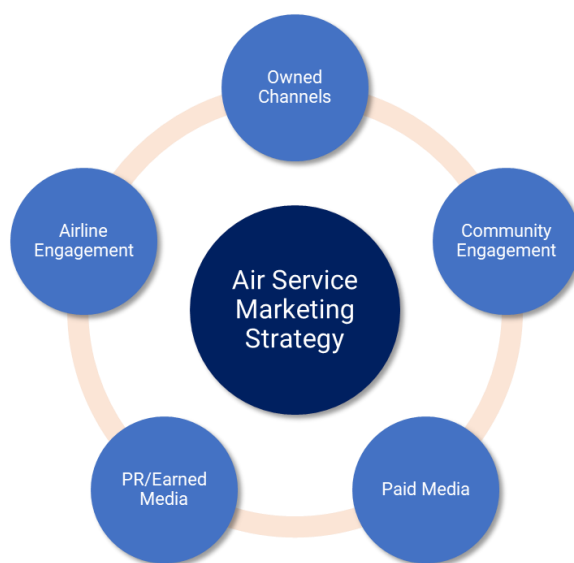 Owned
Channels
Airline
Engagement
Community
Engagement
Air Service
Marketing
Strategy
PR/Earned
Media
Paid Media